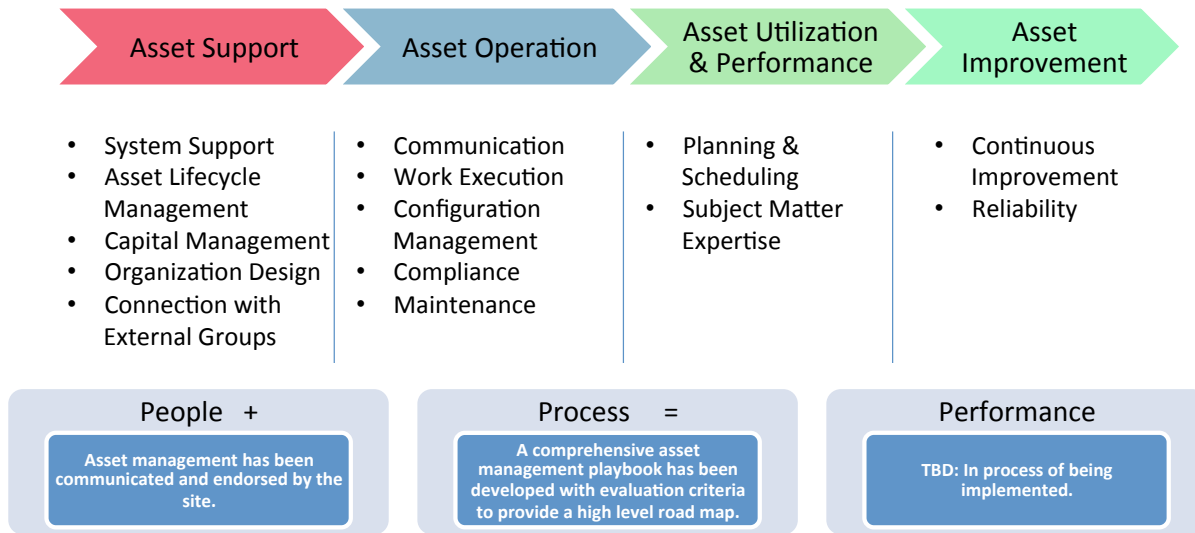 Asset Support
Asset Operation
Asset Utilization
& Performance
Asset
Improvement
• System Support
• Asset Lifecycle
Management
• Capital Management
• Organization Design
• Connection with
External Groups
• Communication
• Work Execution
• Configuration
Management
• Compliance
• Maintenance
• Planning &
Scheduling
• Subject Matter
Expertise
• Continuous
Improvement
• Reliability
People +
Asset management has been
communicated and endorsed by the
site.
Process =
A comprehensive asset
management playbook has been
developed with evaluation criteria
to provide a high level road map.
Performance
TBD: In process of being
implemented.